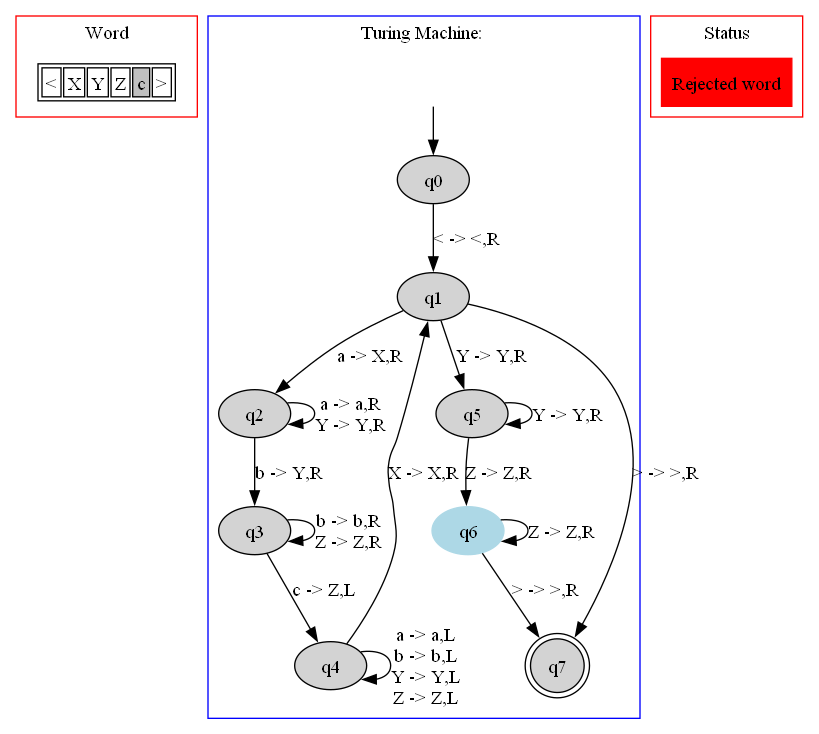 Word
< X Y Z c >
Turing Machine:
Status
Rejected word
q0
< -> <,R
q1
a -> X,R
Y -> Y,R
q2
a -> a,R
Y -> Y,R
q5
Y -> Y,R
b -> Y,R
X -> X,R
Z -> Z,R
> -> >,R
q3
b -> b,R
Z -> Z,R
q6
Z -> Z,R
c -> Z,L
> -> >,R
q4
a -> a,L
b -> b,L
Y -> Y,L
Z -> Z,L
q7